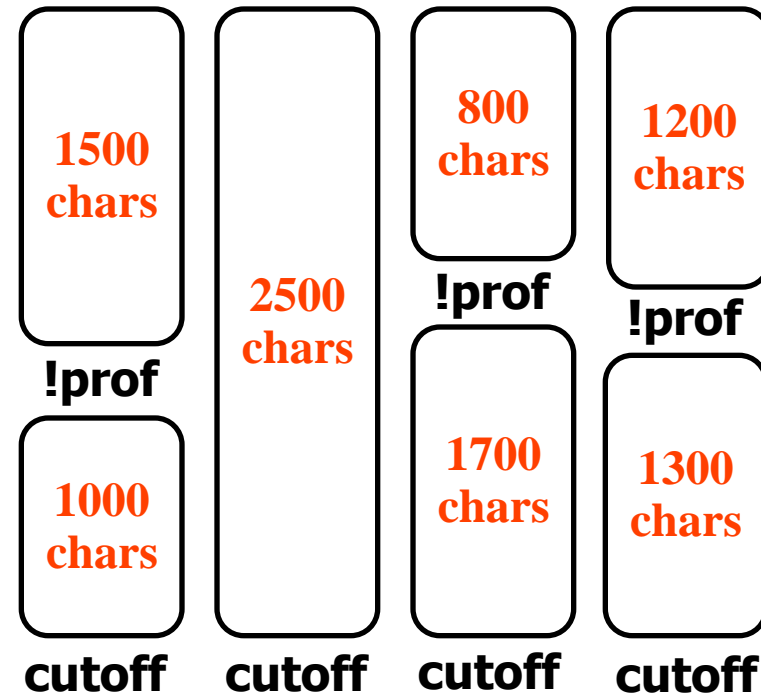 1500
chars
!prof
1000
chars
cutoff
2500
chars
cutoff
800
chars
!prof
1700
chars
cutoff
1200
chars
!prof
1300
chars
cutoff